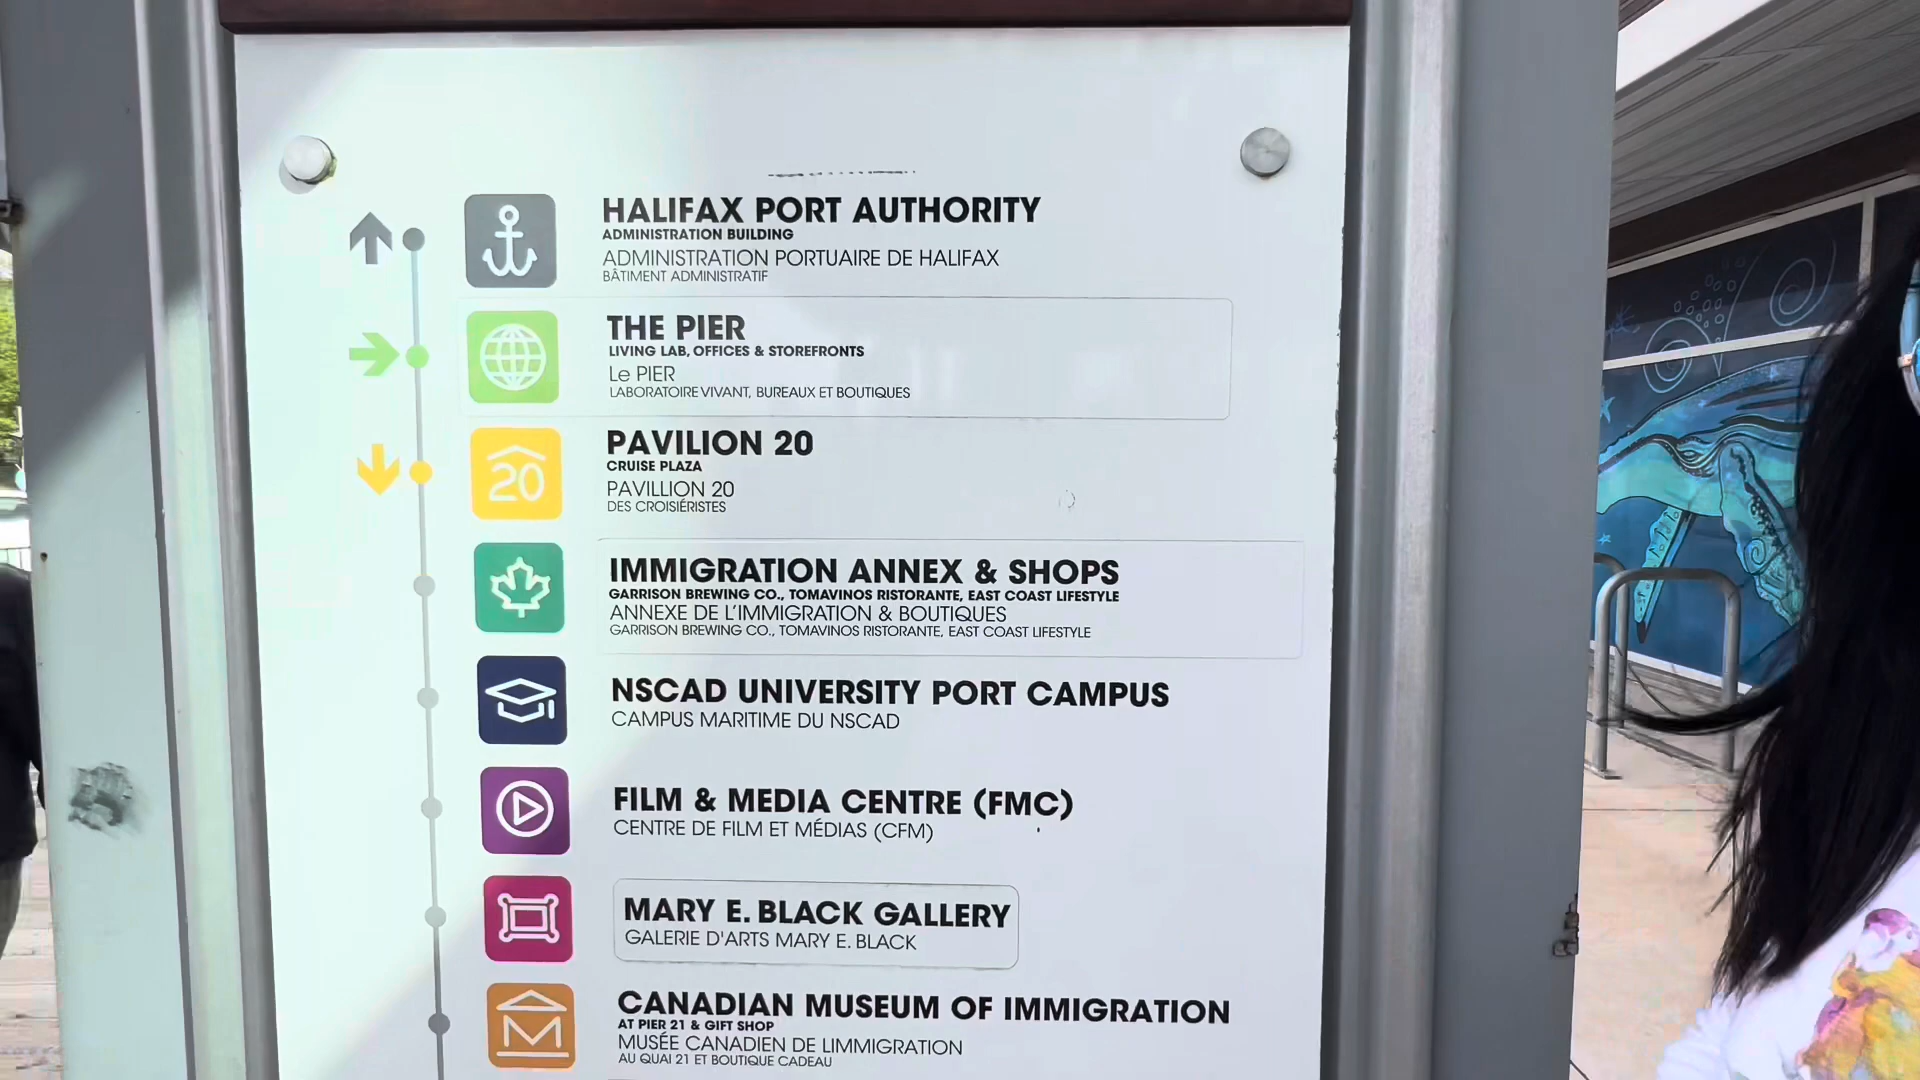 HALIFAX PORT AUTHORITY
ADMINISTRATION BUILDING
ADMINISTRATION PORTUAIRE DE HALIFAX
BÂTIMENT ADMINISTRATIF
THE PIER
LIVING LAB, OFFICES & STOREFRONTS
Le PIER
LABORATOIRE VIVANT, BUREAUX ET BOUTIQUES
20
PAVILION 20
CRUISE PLAZA
PAVILLION 20
DES CROISIÉRISTES
IMMIGRATION ANNEX & SHOPS
GARRISON BREWING CO., TOMAVINOS RISTORANTE, EAST COAST LIFESTYLE
ANNEXE DE L'IMMIGRATION & BOUTIQUES
GARRISON BREWING CO., TOMAVINOS RISTORANTE, EAST COAST LIFESTYLE
NSCAD UNIVERSITY PORT CAMPUS
CAMPUS MARITIME DU NSCAD
FILM & MEDIA CENTRE (FMC)
CENTRE DE FILM ET MÉDIAS (CFM)
MARY E. BLACK GALLERY
GALERIE D'ARTS MARY E. BLACK
M
CANADIAN MUSEUM OF IMMIGRATION
AT PIER 21 & GIFT SHOP
MUSÉE CANADIEN DE LIMMIGRATION
AU QUAI 21 ET BOUTIQUE CADEAU